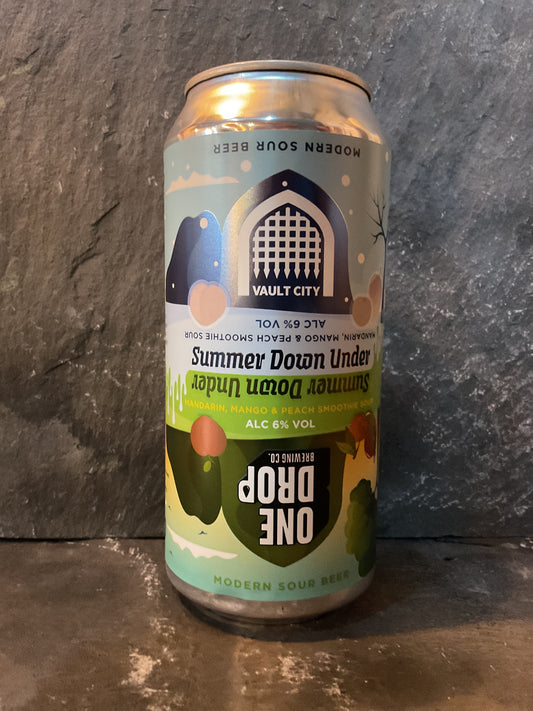 MODERN SOUR BEER
VAULT CITY
ALC 6% VOL
MANDARIN, MANGO & PEACH SMOOTHIE SOUR
Summer Down Under
Summer Down Under
MANDARIN, MANGO & PEACH SMOOTHIE SOUR
ALC 6% VOL
ONE
DROP
BREWING CO.
MODERN SOUR BEER